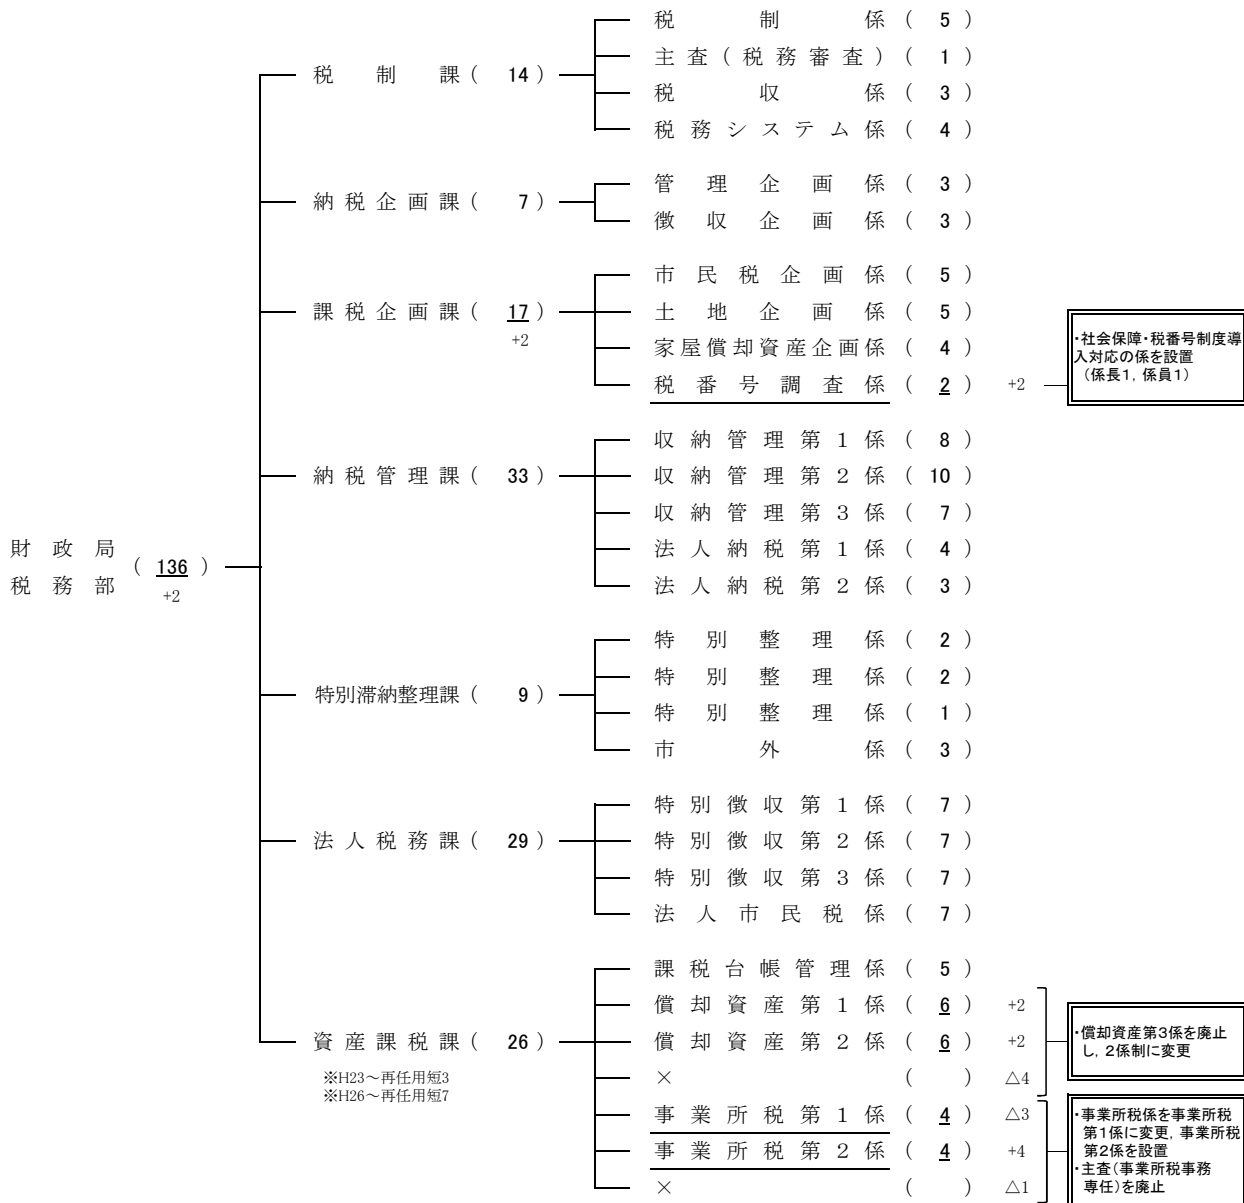 財政局
税務部 ( 136 )
+2
税制課 ( 14 )
税制係 ( 5 )
主査(税務審査) ( 1 )
税収係 ( 3 )
税務システム係 ( 4 )
納税企画課 ( 7 )
管理企画係 ( 3 )
徴収企画係 ( 3 )
課税企画課 ( 17 )
+2
市民税企画係 ( 5 )
土地企画係 ( 5 )
家屋償却資産企画係 ( 4 )
税番号調査係 ( 2 ) +2
・社会保障・税番号制度導
入対応の係を設置
(係長1, 係員1)
納税管理課 ( 33 )
収納管理第1係 ( 8 )
収納管理第2係 ( 10 )
収納管理第3係 ( 7 )
法人納税第1係 ( 4 )
法人納税第2係 ( 3 )
特別滞納整理課 ( 9 )
特別整理係 ( 2 )
特別整理係 ( 2 )
特別整理係 ( 1 )
市外係 ( 3 )
法人税務課 ( 29 )
特別徴収第1係 ( 7 )
特別徴収第2係 ( 7 )
特別徴収第3係 ( 7 )
法人市民税係 ( 7 )
資産課税課 ( 26 )
※H23～再任用短3
※H26～再任用短7
課税台帳管理係 ( 5 )
償却資産第1係 ( 6 ) +2
償却資産第2係 ( 6 ) +2
× ( ) △4
・償却資産第3係を廃止
し, 2係制に変更
事業所税第1係 ( 4 ) △3
事業所税第2係 ( 4 ) +4
× ( ) △1
・事業所税係を事業所税
第1係に変更, 事業所税
第2係を設置
・主査(事業所税事務
専任)を廃止